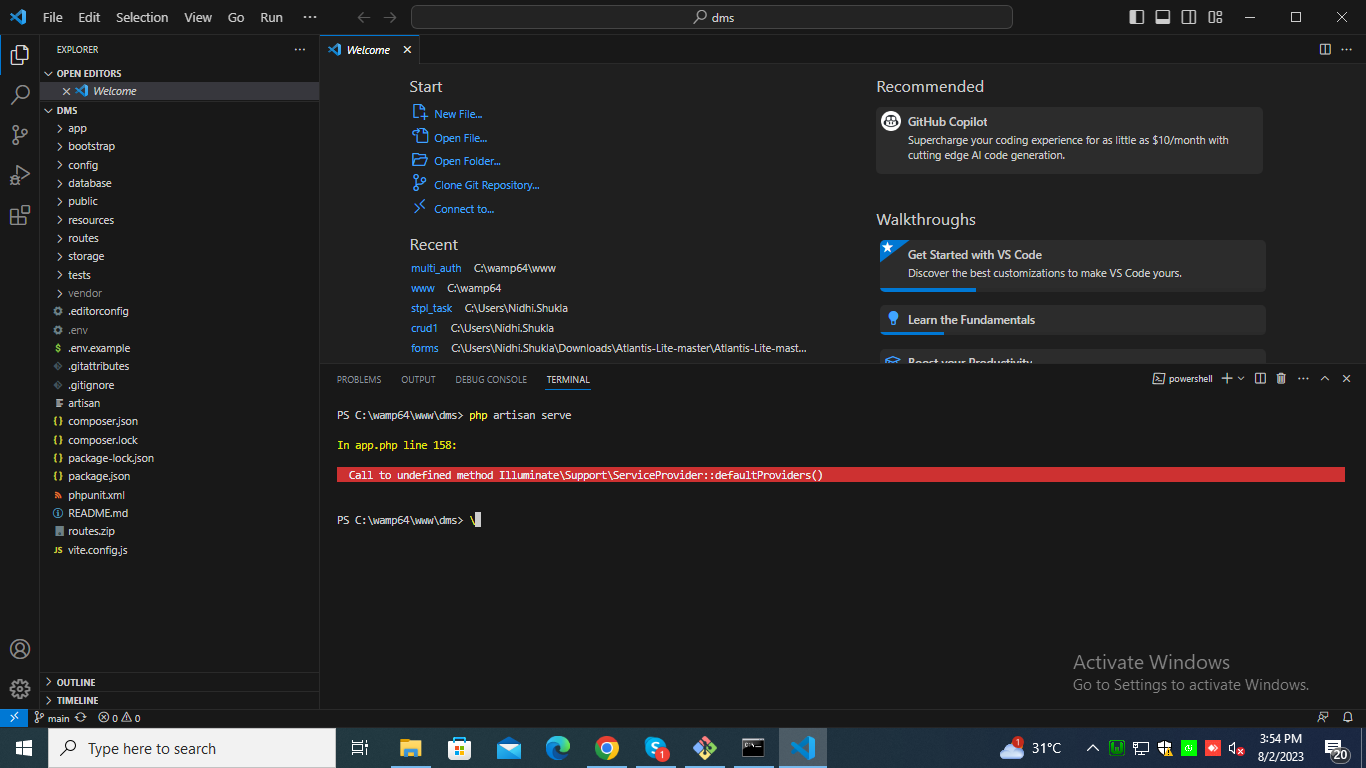 File Edit Selection View Go Run ··· dms
EXPLORER ···
OPEN EDITORS
Welcome
DMS
app
bootstrap
config
database
public
resources
routes
storage
tests
vendor
.editorconfig
.env
.env.example
.gitattributes
.gitignore
artisan
composer.json
composer.lock
package-lock.json
package.json
phpunit.xml
README.md
routes.zip
JS vite.config.js
OUTLINE
TIMELINE
Welcome
Start
New File...
Open File...
Open Folder...
Clone Git Repository...
Connect to...
Recent
multi_auth C:\wamp64\www
www C:\wamp64
stpl_task C:\Users\Nidhi.Shukla
crud1 C:\Users\Nidhi.Shukla
forms C:\Users\Nidhi.Shukla\Downloads\Atlantis-Lite-master\Atlantis-Lite-mast...
Recommended
GitHub Copilot
Supercharge your coding experience for as little as $10/month with
cutting edge AI code generation.
Walkthroughs
Get Started with VS Code
Discover the best customizations to make VS Code yours.
Learn the Fundamentals
Boost your Productivity
PROBLEMS OUTPUT DEBUG CONSOLE TERMINAL powershell
PS C:\wamp64\www\dms> php artisan serve
In app.php line 158:
Call to undefined method Illuminate\Support\ServiceProvider::defaultProviders()
PS C:\wamp64\www\dms> \
Activate Windows
Go to Settings to activate Windows.
main 0 0
Type here to search 1 1 31°C 3:54 PM
8/2/2023 20